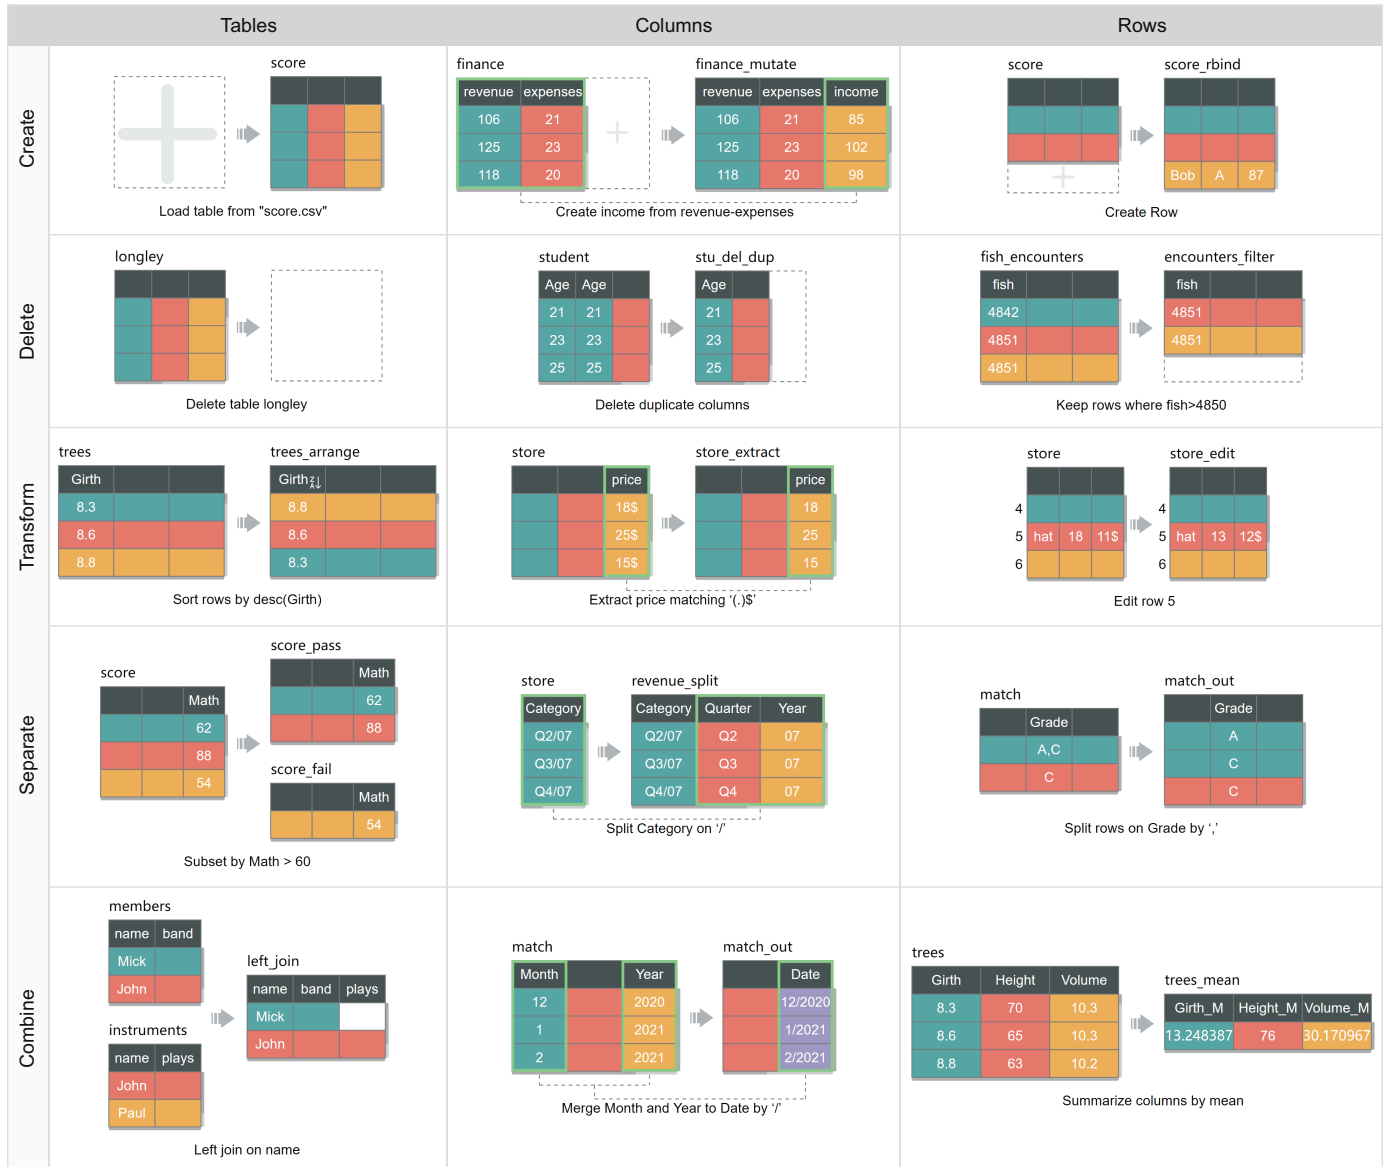 Tables Columns Rows
Create
score
Load table from "score.csv"
finance
revenue expenses
106 21
125 23
118 20
finance_mutate
revenue expenses income
106 21 85
125 23 102
118 20 98
Create income from revenue-expenses
score
score_rbind
Bob A 87
Create Row
Delete
longley
Delete table longley
student
Age Age
21 21
23 23
25 25
stu_del_dup
Age
21
23
25
Delete duplicate columns
fish_encounters
fish
4842
4851
4851
encounters_filter
fish
4851
4851
Keep rows where fish>4850
Transform
trees
Girth
8.3
8.6
8.8
trees_arrange
Girth Z A↓
8.8
8.6
8.3
Sort rows by desc(Girth)
store
price
18$
25$
15$
store_extract
price
18
25
15
Extract price matching ‘(.)$’
store
4
5 hat 18 11$
6
store_edit
4
5 hat 13 12$
6
Edit row 5
Separate
score
Math
62
88
54
score_pass
Math
62
88
score_fail
Math
54
Subset by Math > 60
store
Category
Q2/07
Q3/07
Q4/07
revenue_split
Category Quarter Year
Q2/07 Q2 07
Q3/07 Q3 07
Q4/07 Q4 07
Split Category on ‘/’
match
Grade
A,C
C
match_out
Grade
A
C
C
Split rows on Grade by ‘,’
Combine
members
name band
Mick
John
instruments
name plays
John
Paul
left_join
name band plays
Mick
John
Left join on name
match
Month Year
12 2020
1 2021
2 2021
match_out
Date
12/2020
1/2021
2/2021
Merge Month and Year to Date by ‘/’
trees
Girth Height Volume
8.3 70 10.3
8.6 65 10.3
8.8 63 10.2
trees_mean
Girth_M Height_M Volume_M
13.248387 76 30.170967
Summarize columns by mean